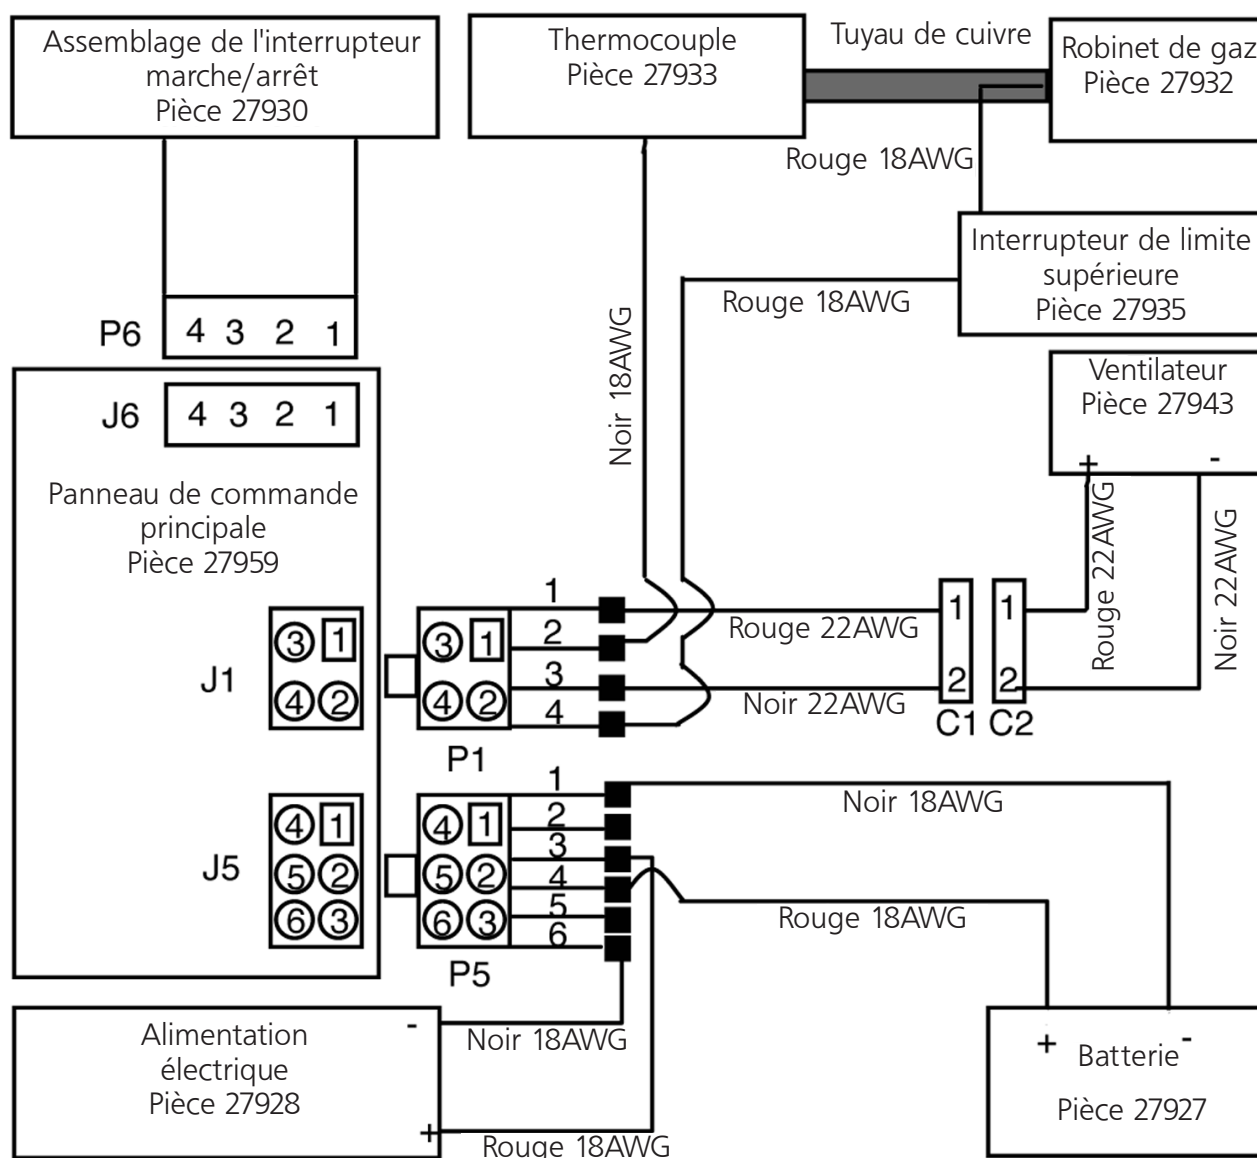 Assemblage de l'interrupteur
marche/arrêt
Pièce 27930
Thermocouple
Pièce 27933
Tuyau de cuivre
Robinet de gaz
Pièce 27932
Rouge 18AWG
Interrupteur de limite
supérieure
Pièce 27935
Rouge 18AWG
P6
4 3 2 1
Noir 18AWG
Ventilateur
Pièce 27943
+ -
J6
4 3 2 1
Panneau de commande
principale
Pièce 27959
Rouge 22AWG
Noir 22AWG
J1
3 1
4 2
3 1
4 2
P1
1
2
3
4
Rouge 22AWG
Noir 22AWG
1
2
C1
1
2
C2
J5
4 1
5 2
6 3
4 1
5 2
6 3
P5
1
2
3
4
5
6
Noir 18AWG
Rouge 18AWG
Alimentation
électrique
Pièce 27928
-
+
Noir 18AWG
Rouge 18AWG
+ -
Batterie
Pièce 27927